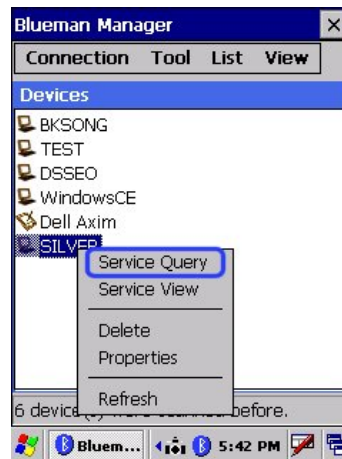 Blueman Manager
Connection Tool List View
Devices
BKSONG
TEST
DSSEO
WindowsCE
Dell Axim
SILVER
Service Query
Service View
Delete
Properties
Refresh
6 device before.
Bluem... 5:42 PM